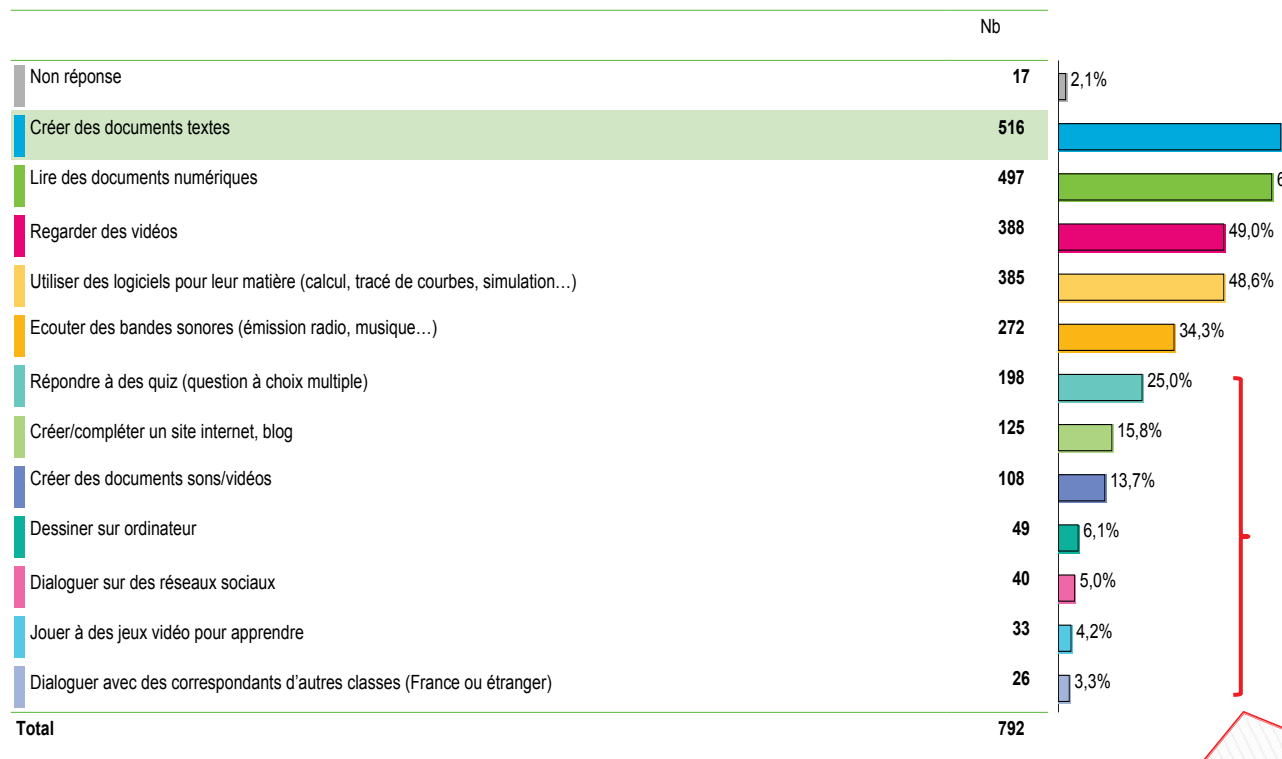 Nb
Non réponse 17 2,1%
Créer des documents textes 516
Lire des documents numériques 497 6
Regarder des vidéos 388 49,0%
Utiliser des logiciels pour leur matière (calcul, tracé de courbes, simulation…) 385 48,6%
Ecouter des bandes sonores (émission radio, musique…) 272 34,3%
Répondre à des quiz (question à choix multiple) 198 25,0%
Créer/compléter un site internet, blog 125 15,8%
Créer des documents sons/vidéos 108 13,7%
Dessiner sur ordinateur 49 6,1%
Dialoguer sur des réseaux sociaux 40 5,0%
Jouer à des jeux vidéo pour apprendre 33 4,2%
Dialoguer avec des correspondants d’autres classes (France ou étranger) 26 3,3%
Total 792